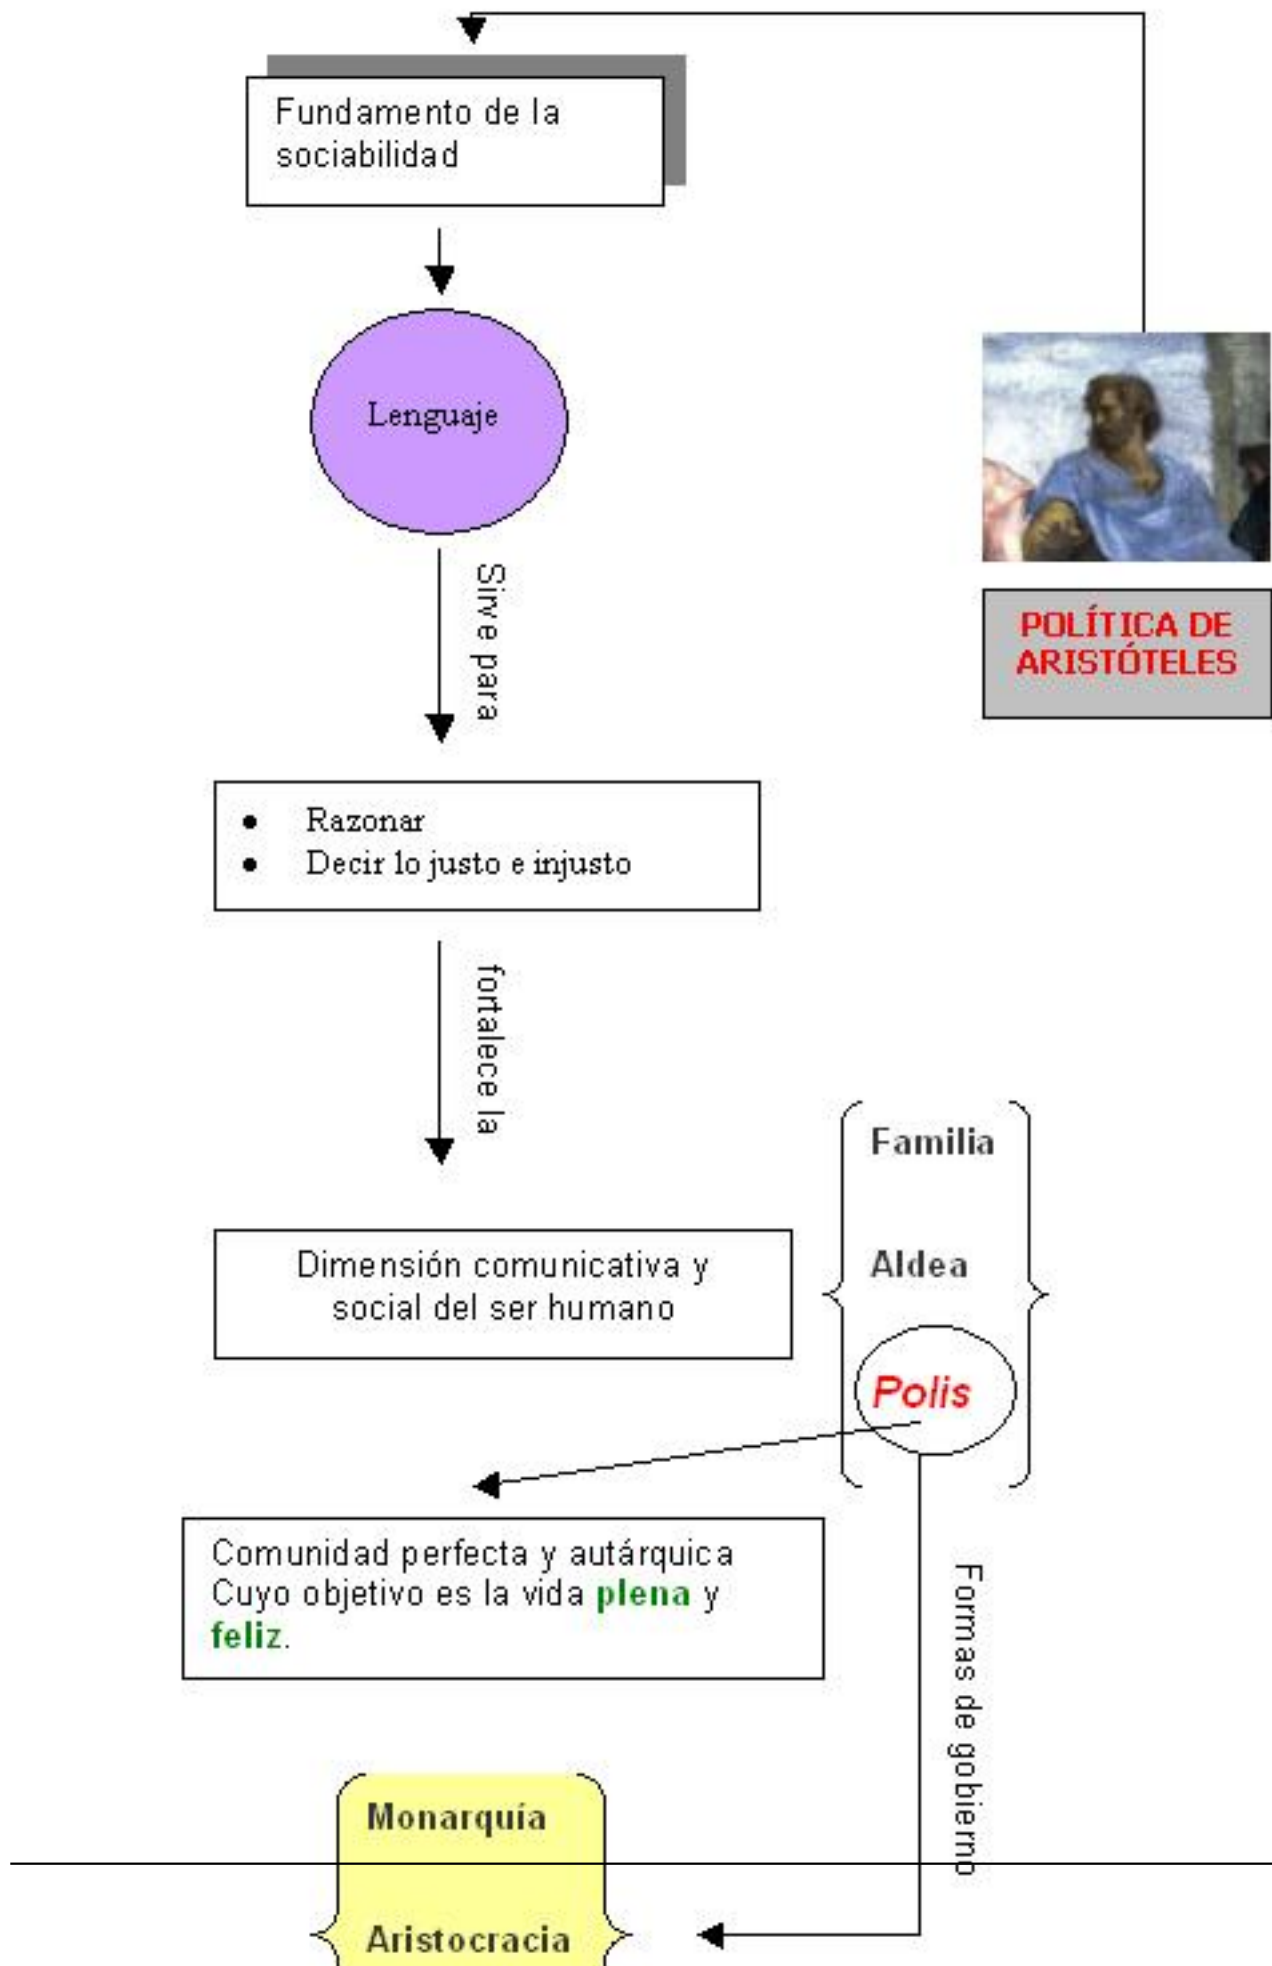 Fundamento de la
sociabilidad
Lenguaje
POLÍTICA DE
ARISTÓTELES
Sirve para
• Razonar
• Decir lo justo e injusto
fortalece la
Dimensión comunicativa y
social del ser humano
Familia
Aldea
Polis
Comunidad perfecta y autárquica
Cuyo objetivo es la vida plena y
feliz.
Formas de gobierno
Monarquía
Aristocracia